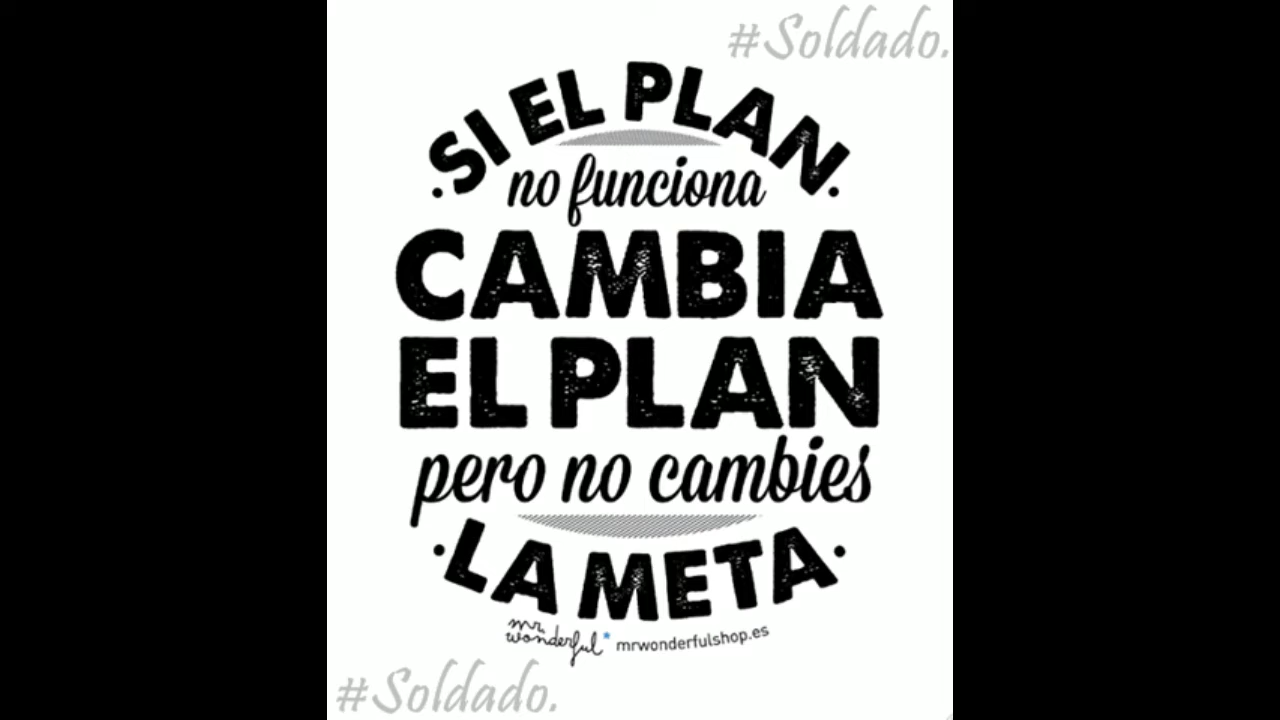 #Soldado.
·SI EL PLAN·
no funciona
CAMBIA
EL PLAN
pero no cambies
·LA META·
mr.
wonderful* mrwonderfulshop.es
#Soldado.